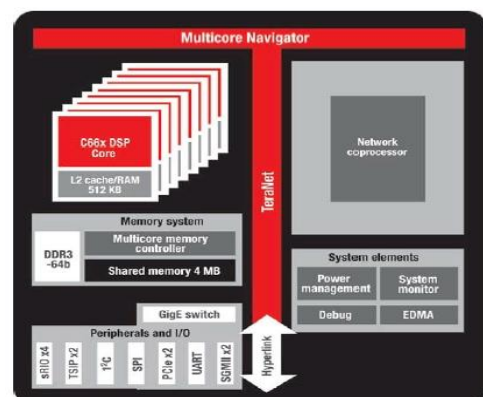 Multicore Navigator
C66x DSP
Core
L2 cache/RAM
512 KB
Memory system
DDR3
-64b
Multicore memory
controller
Shared memory 4 MB
GigE switch
Peripherals and I/O
sRIO x4
TSIP x2
I²C
SPI
PCIe x2
UART
SGMII x2
TeraNet
Hyperlink
Network
coprocessor
System elements
Power
management
System
monitor
Debug
EDMA